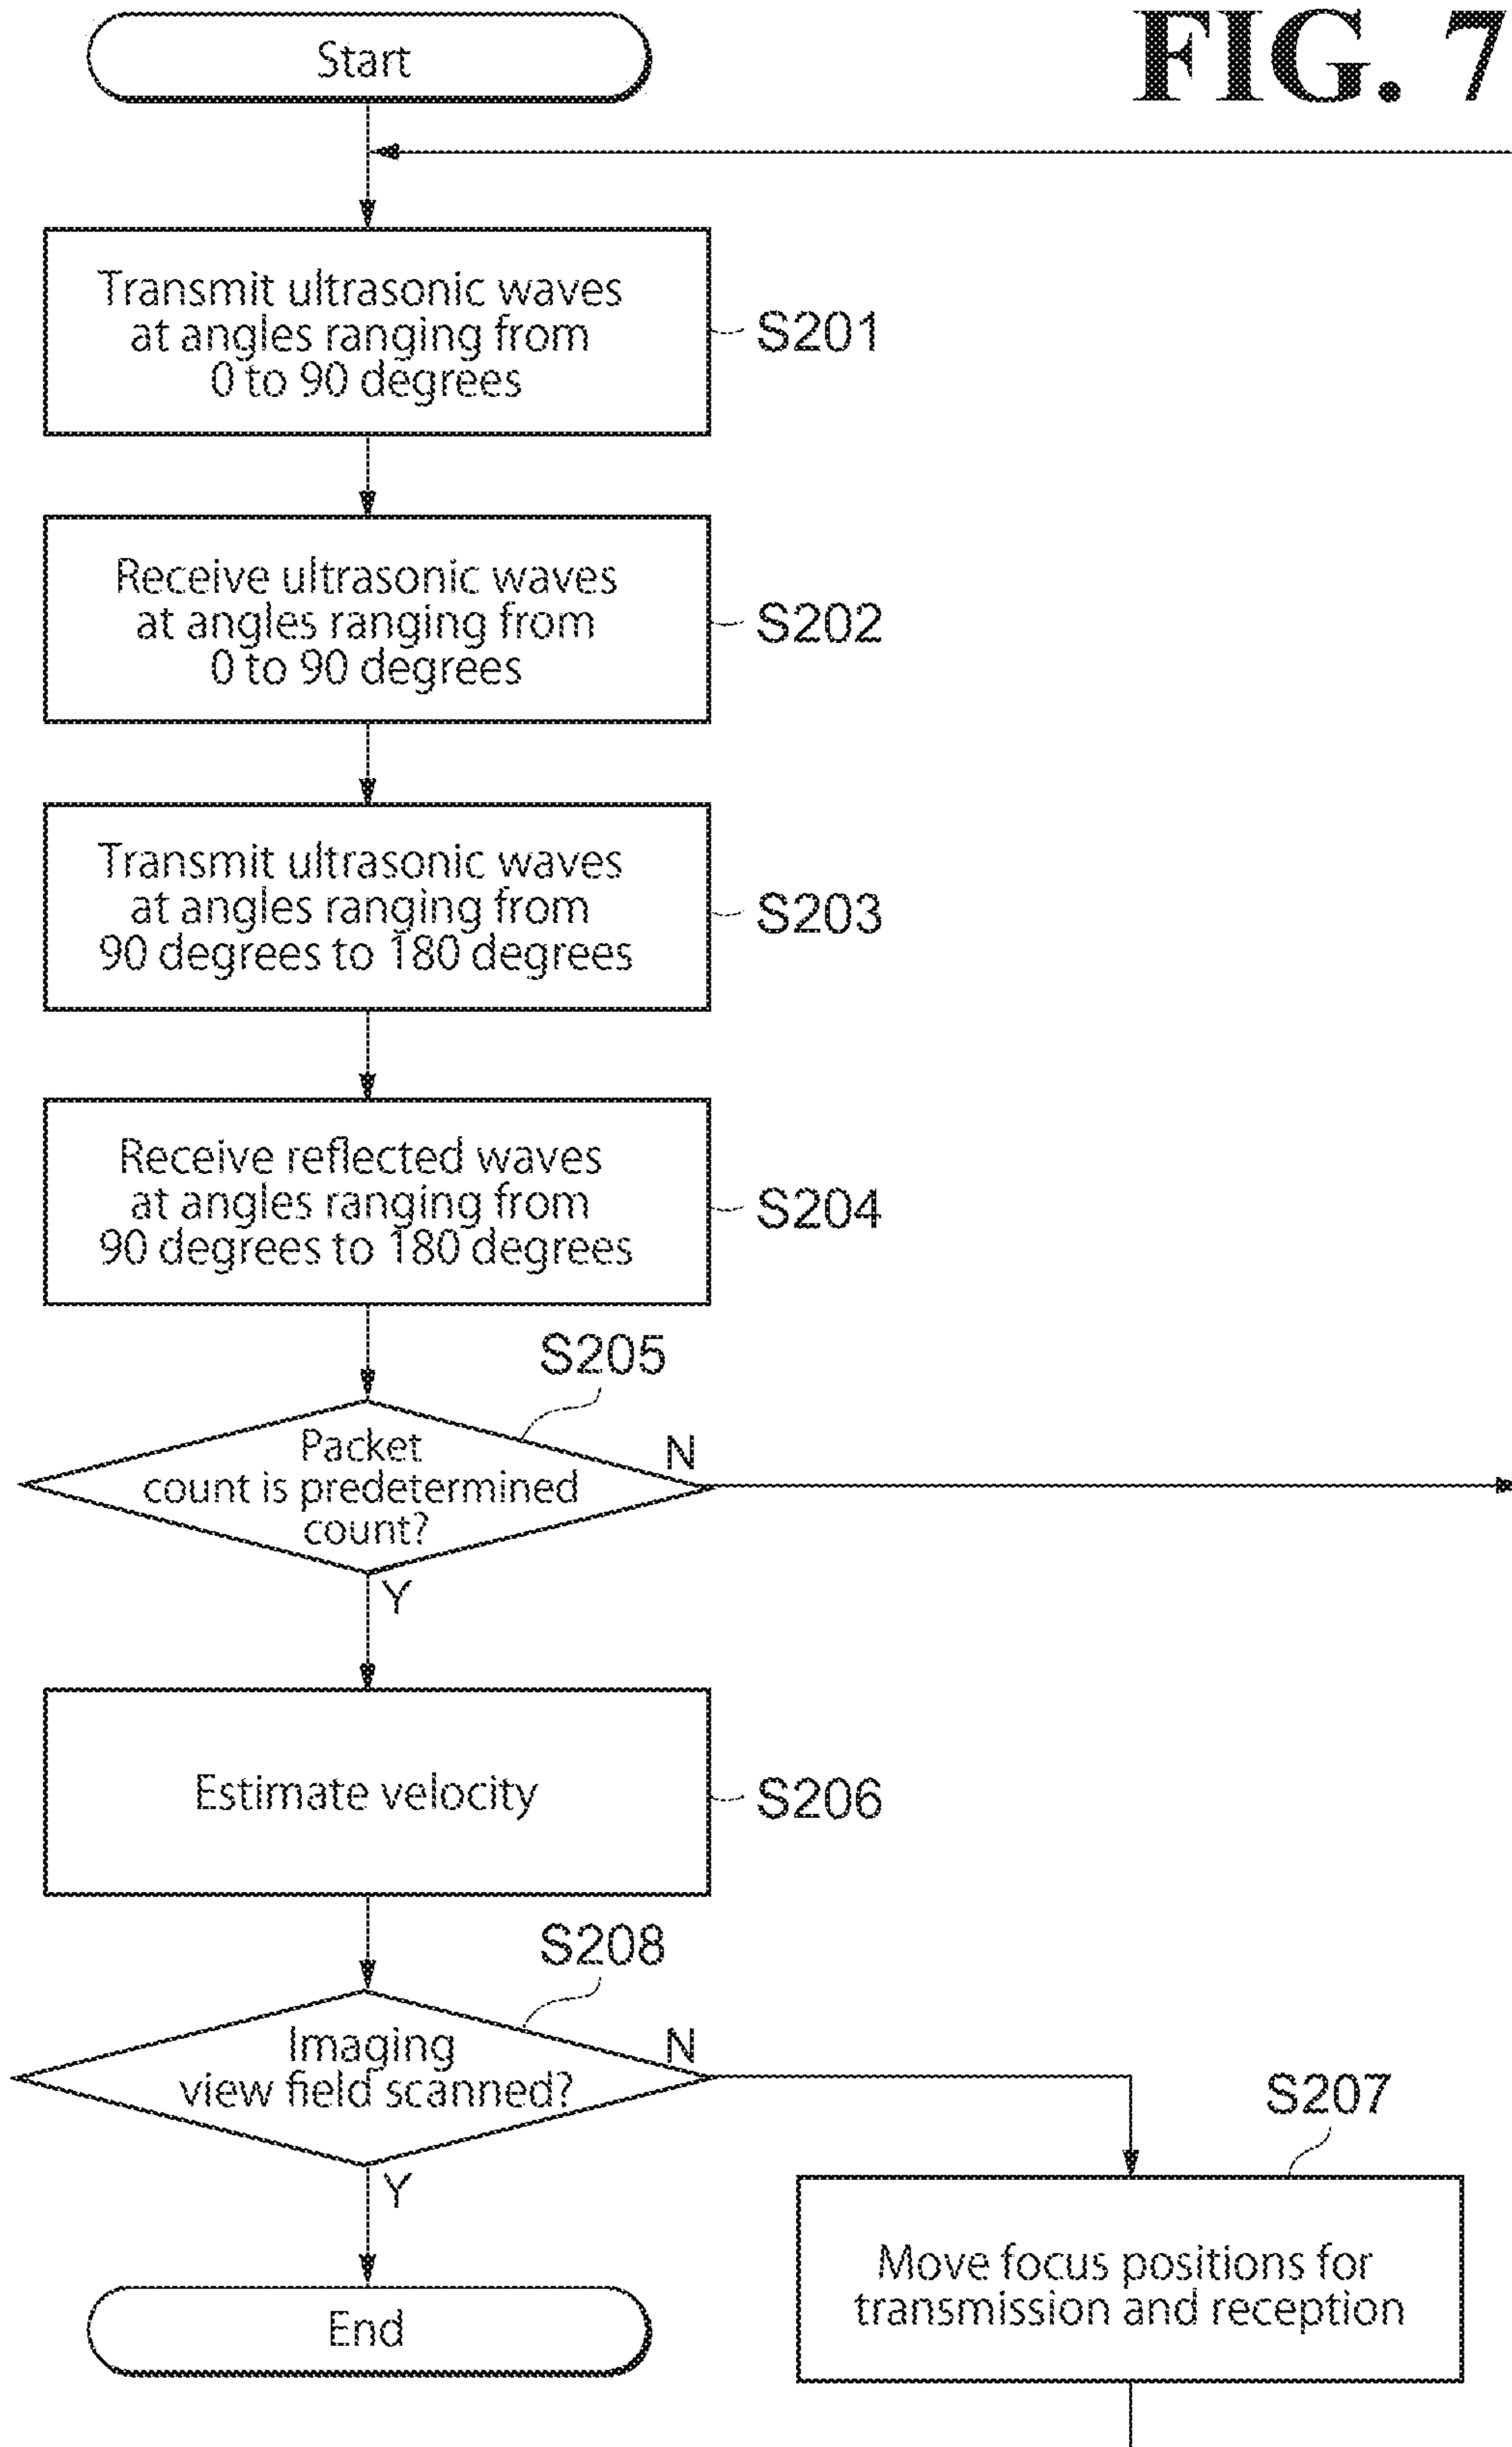 FIG. 7
Start
Transmit ultrasonic waves
at angles ranging from
0 to 90 degrees
S201
Receive ultrasonic waves
at angles ranging from
0 to 90 degrees
S202
Transmit ultrasonic waves
at angles ranging from
90 degrees to 180 degrees
S203
Receive reflected waves
at angles ranging from
90 degrees to 180 degrees
S204
S205
Packet
count is predetermined
count?
N
Y
Estimate velocity
S206
S208
Imaging
view field scanned?
N
Y
S207
Move focus positions for
transmission and reception
End